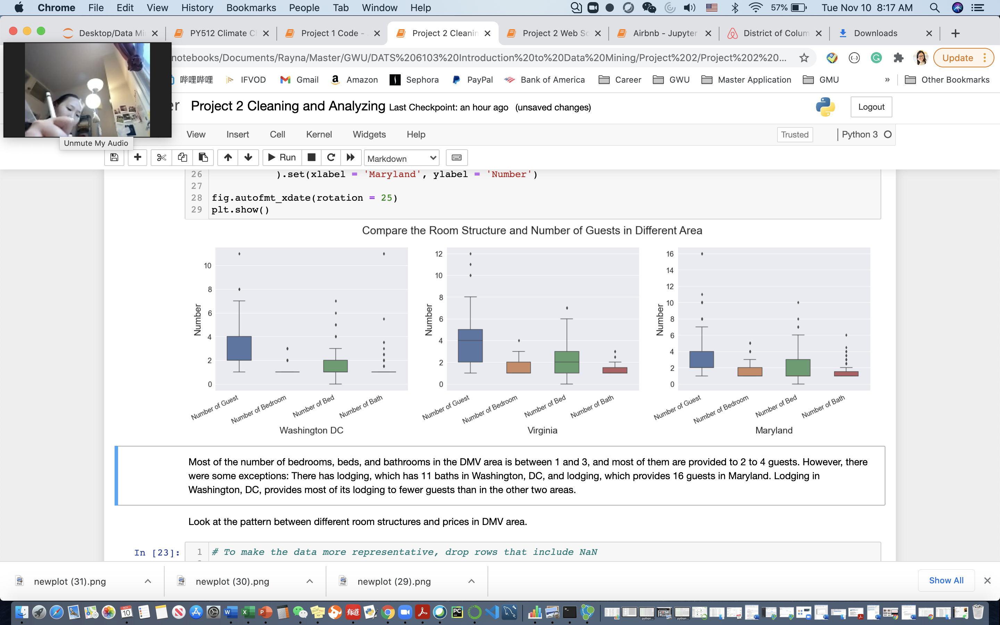 Chrome File Edit View History Bookmarks People Tab Window Help 57% Tue Nov 10 8:17 AM
Desktop/Data Mi PY512 Climate C Project 1 Code - Project 2 Cleanin Project 2 Web Sc Airbnb - Jupyter District of Colum Downloads
notebooks/Documents/Rayna/Master/GWU/DATS%206103%20Introduction%20to%20Data%20Mining/Project%202/Project%202%20... Update
哔哩哔哩 IFVOD Gmail Amazon Sephora PayPal Bank of America Career GWU Master Application GMU » Other Bookmarks
er Project 2 Cleaning and Analyzing Last Checkpoint: an hour ago (unsaved changes) Logout
View Insert Cell Kernel Widgets Help Trusted Python 3
Unmute My Audio
Run Markdown
26 ).set(xlabel = 'Maryland', ylabel = 'Number')
27
28 fig.autofmt_xdate(rotation = 25)
29 plt.show()
Compare the Room Structure and Number of Guests in Different Area
Number
10
8
6
4
2
0
Number of Guest Number of Bedroom Number of Bed Number of Bath
Washington DC
Number
12
10
8
6
4
2
0
Number of Guest Number of Bedroom Number of Bed Number of Bath
Virginia
Number
16
14
12
10
8
6
4
2
0
Number of Guest Number of Bedroom Number of Bed Number of Bath
Maryland
Most of the number of bedrooms, beds, and bathrooms in the DMV area is between 1 and 3, and most of them are provided to 2 to 4 guests. However, there
were some exceptions: There has lodging, which has 11 baths in Washington, DC, and lodging, which provides 16 guests in Maryland. Lodging in
Washington, DC, provides most of its lodging to fewer guests than in the other two areas.
Look at the pattern between different room structures and prices in DMV area.
In [23]: 1 # To make the data more representative, drop rows that include NaN
newplot (31).png newplot (30).png newplot (29).png Show All
NOV
10
有道
PC